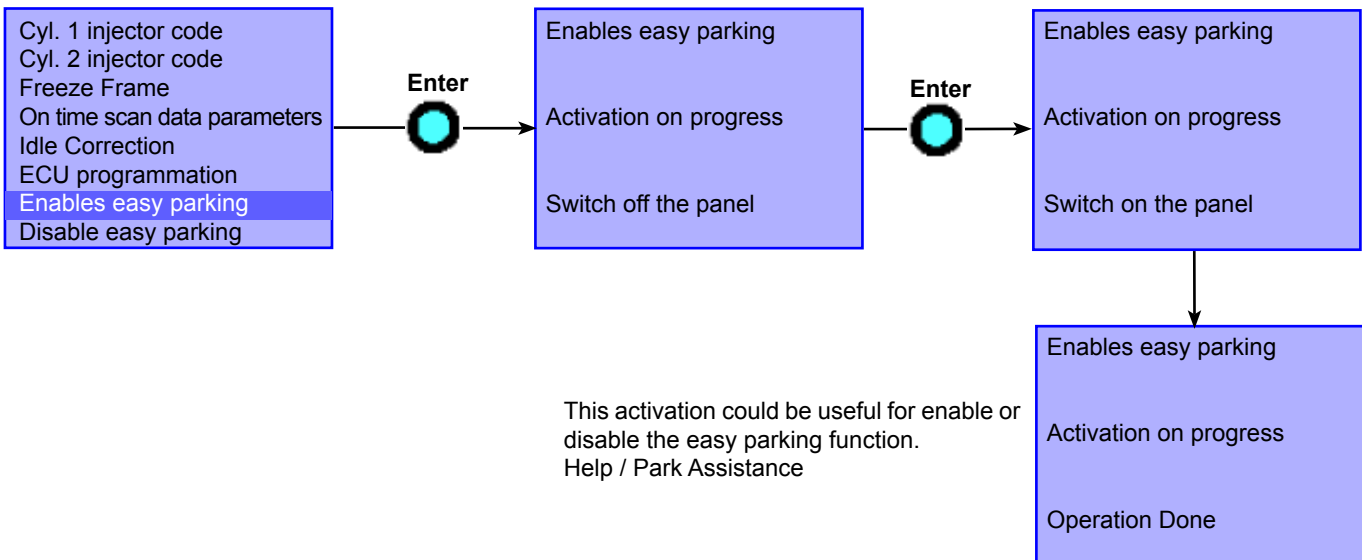 Cyl. 1 injector code
Cyl. 2 injector code
Freeze Frame
On time scan data parameters
Idle Correction
ECU programmation
Enables easy parking
Disable easy parking
Enter
Enables easy parking
Activation on progress
Switch off the panel
Enter
Enables easy parking
Activation on progress
Switch on the panel
This activation could be useful for enable or
disable the easy parking function.
Help / Park Assistance
Enables easy parking
Activation on progress
Operation Done